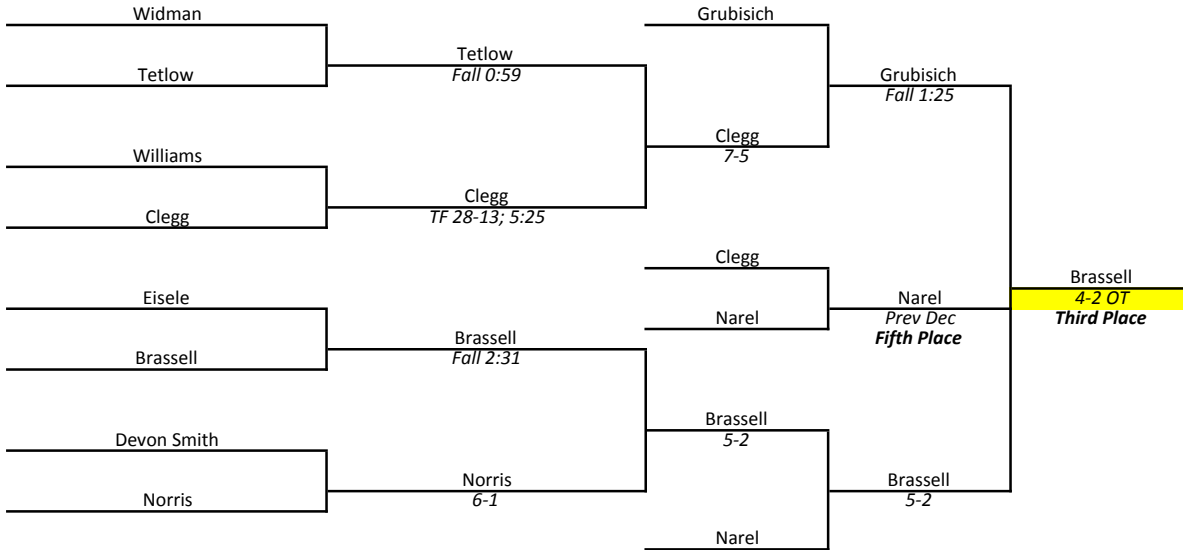 Widman
Grubisich
Tetlow
Fall 0:59
Tetlow
Grubisich
Fall 1:25
Clegg
7-5
Williams
Clegg
TF 28-13; 5:25
Clegg
Clegg
Brassell
4-2 OT
Third Place
Eisele
Narel
Prev Dec
Fifth Place
Narel
Brassell
Fall 2:31
Brassell
Brassell
5-2
Devon Smith
Norris
6-1
Brassell
5-2
Norris
Narel